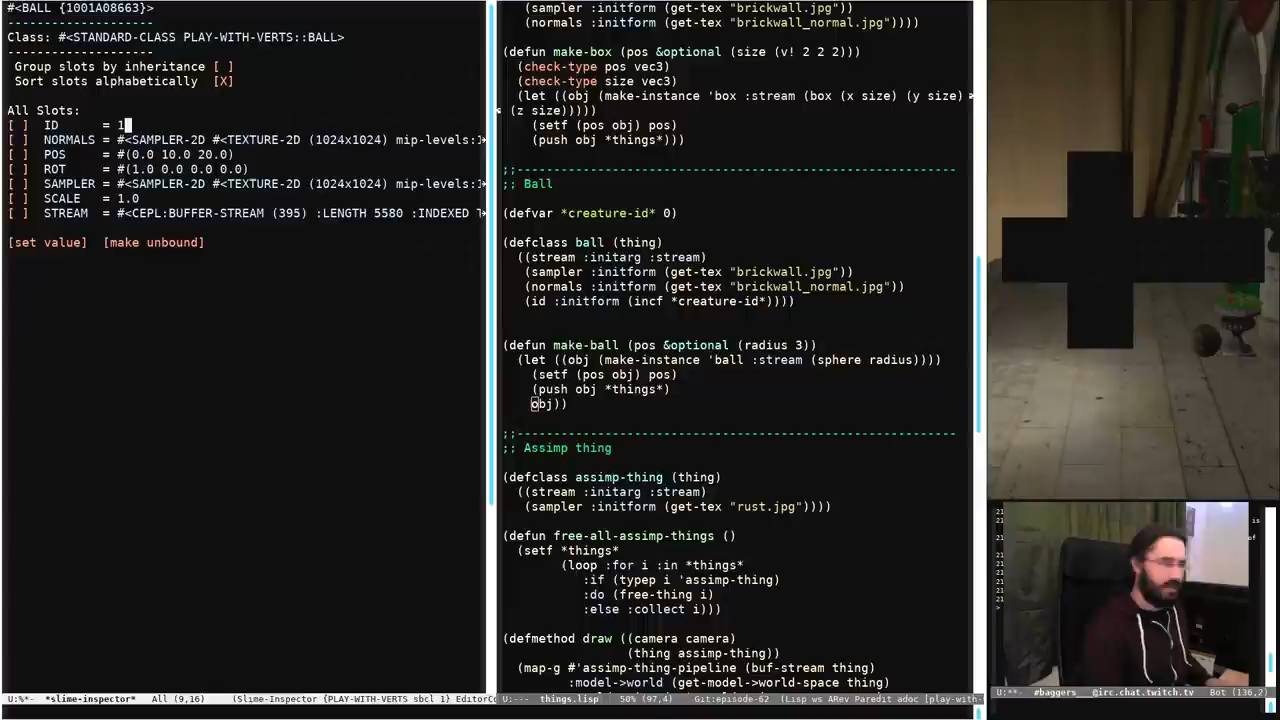 #<BALL {1001A08663}>
--------------------
Class: #<STANDARD-CLASS PLAY-WITH-VERTS::BALL>
--------------------
Group slots by inheritance [ ]
Sort slots alphabetically  [X]
All Slots:
[ ]  ID      = 1
[ ]  NORMALS = #<SAMPLER-2D #<TEXTURE-2D (1024x1024) mip-levels:1
[ ]  POS     = #(0.0 10.0 20.0)
[ ]  ROT     = #(1.0 0.0 0.0 0.0)
[ ]  SAMPLER = #<SAMPLER-2D #<TEXTURE-2D (1024x1024) mip-levels:1
[ ]  SCALE   = 1.0
[ ]  STREAM  = #<CEPL:BUFFER-STREAM (395) :LENGTH 5580 :INDEXED T
[set value]  [make unbound]
U:%*-  *slime-inspector*   All (9,16)     (Slime-Inspector {PLAY-WITH-VERTS sbcl 1} EditorCo
(sampler :initform (get-tex "brickwall.jpg"))
(normals :initform (get-tex "brickwall_normal.jpg"))))
(defun make-box (pos &optional (size (v! 2 2 2)))
(check-type pos vec3)
(check-type size vec3)
(let ((obj (make-instance 'box :stream (box (x size) (y size)
(z size)))))
(setf (pos obj) pos)
(push obj *things*)))
;;------------------------------------------------------------
;; Ball
(defvar *creature-id* 0)
(defclass ball (thing)
((stream :initarg :stream)
(sampler :initform (get-tex "brickwall.jpg"))
(normals :initform (get-tex "brickwall_normal.jpg"))
(id :initform (incf *creature-id*))))
(defun make-ball (pos &optional (radius 3))
(let ((obj (make-instance 'ball :stream (sphere radius))))
(setf (pos obj) pos)
(push obj *things*)
obj))
;;------------------------------------------------------------
;; Assimp thing
(defclass assimp-thing (thing)
((stream :initarg :stream)
(sampler :initform (get-tex "rust.jpg"))))
(defun free-all-assimp-things ()
(setf *things*
(loop :for i :in *things*
:if (typep i 'assimp-thing)
:do (free-thing i)
:else :collect i)))
(defmethod draw ((camera camera)
(thing assimp-thing))
(map-g #'assimp-thing-pipeline (buf-stream thing)
:model->world (get-model->world-space thing)
U:---  things.lisp    50% (97,4)     Git:episode-62  (Lisp ws ARev Paredit adoc [play-with-
U:**-  #baggers   @irc.chat.twitch.tv   Bot (136,2)